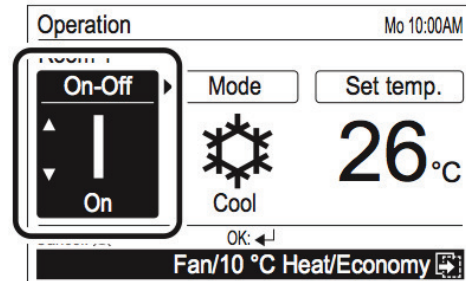 Operation Mo 10:00AM
On-Off Mode Set temp.
26°C
On Cool
OK:
Fan/10 °C Heat/Economy